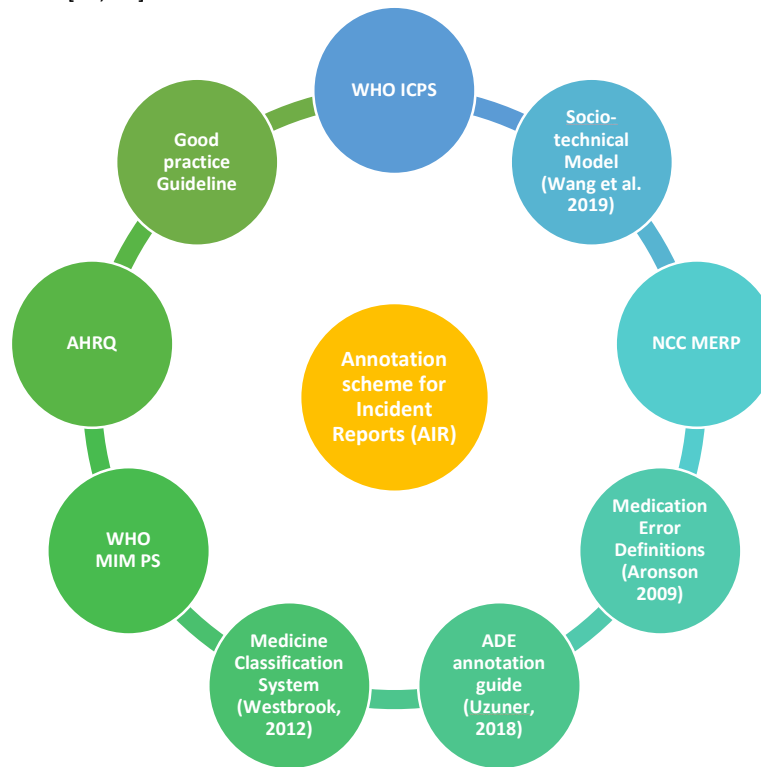 WHO ICPS
Socio-
technical
Model
(Wang et al.
2019)
NCC MERP
Medication
Error
Definitions
(Aronson
2009)
ADE
annotation
guide
(Uzuner,
2018)
Medicine
Classification
System
(Westbrook,
2012)
WHO
MIM PS
AHRQ
Good
practice
Guideline
Annotation
scheme for
Incident
Reports (AIR)